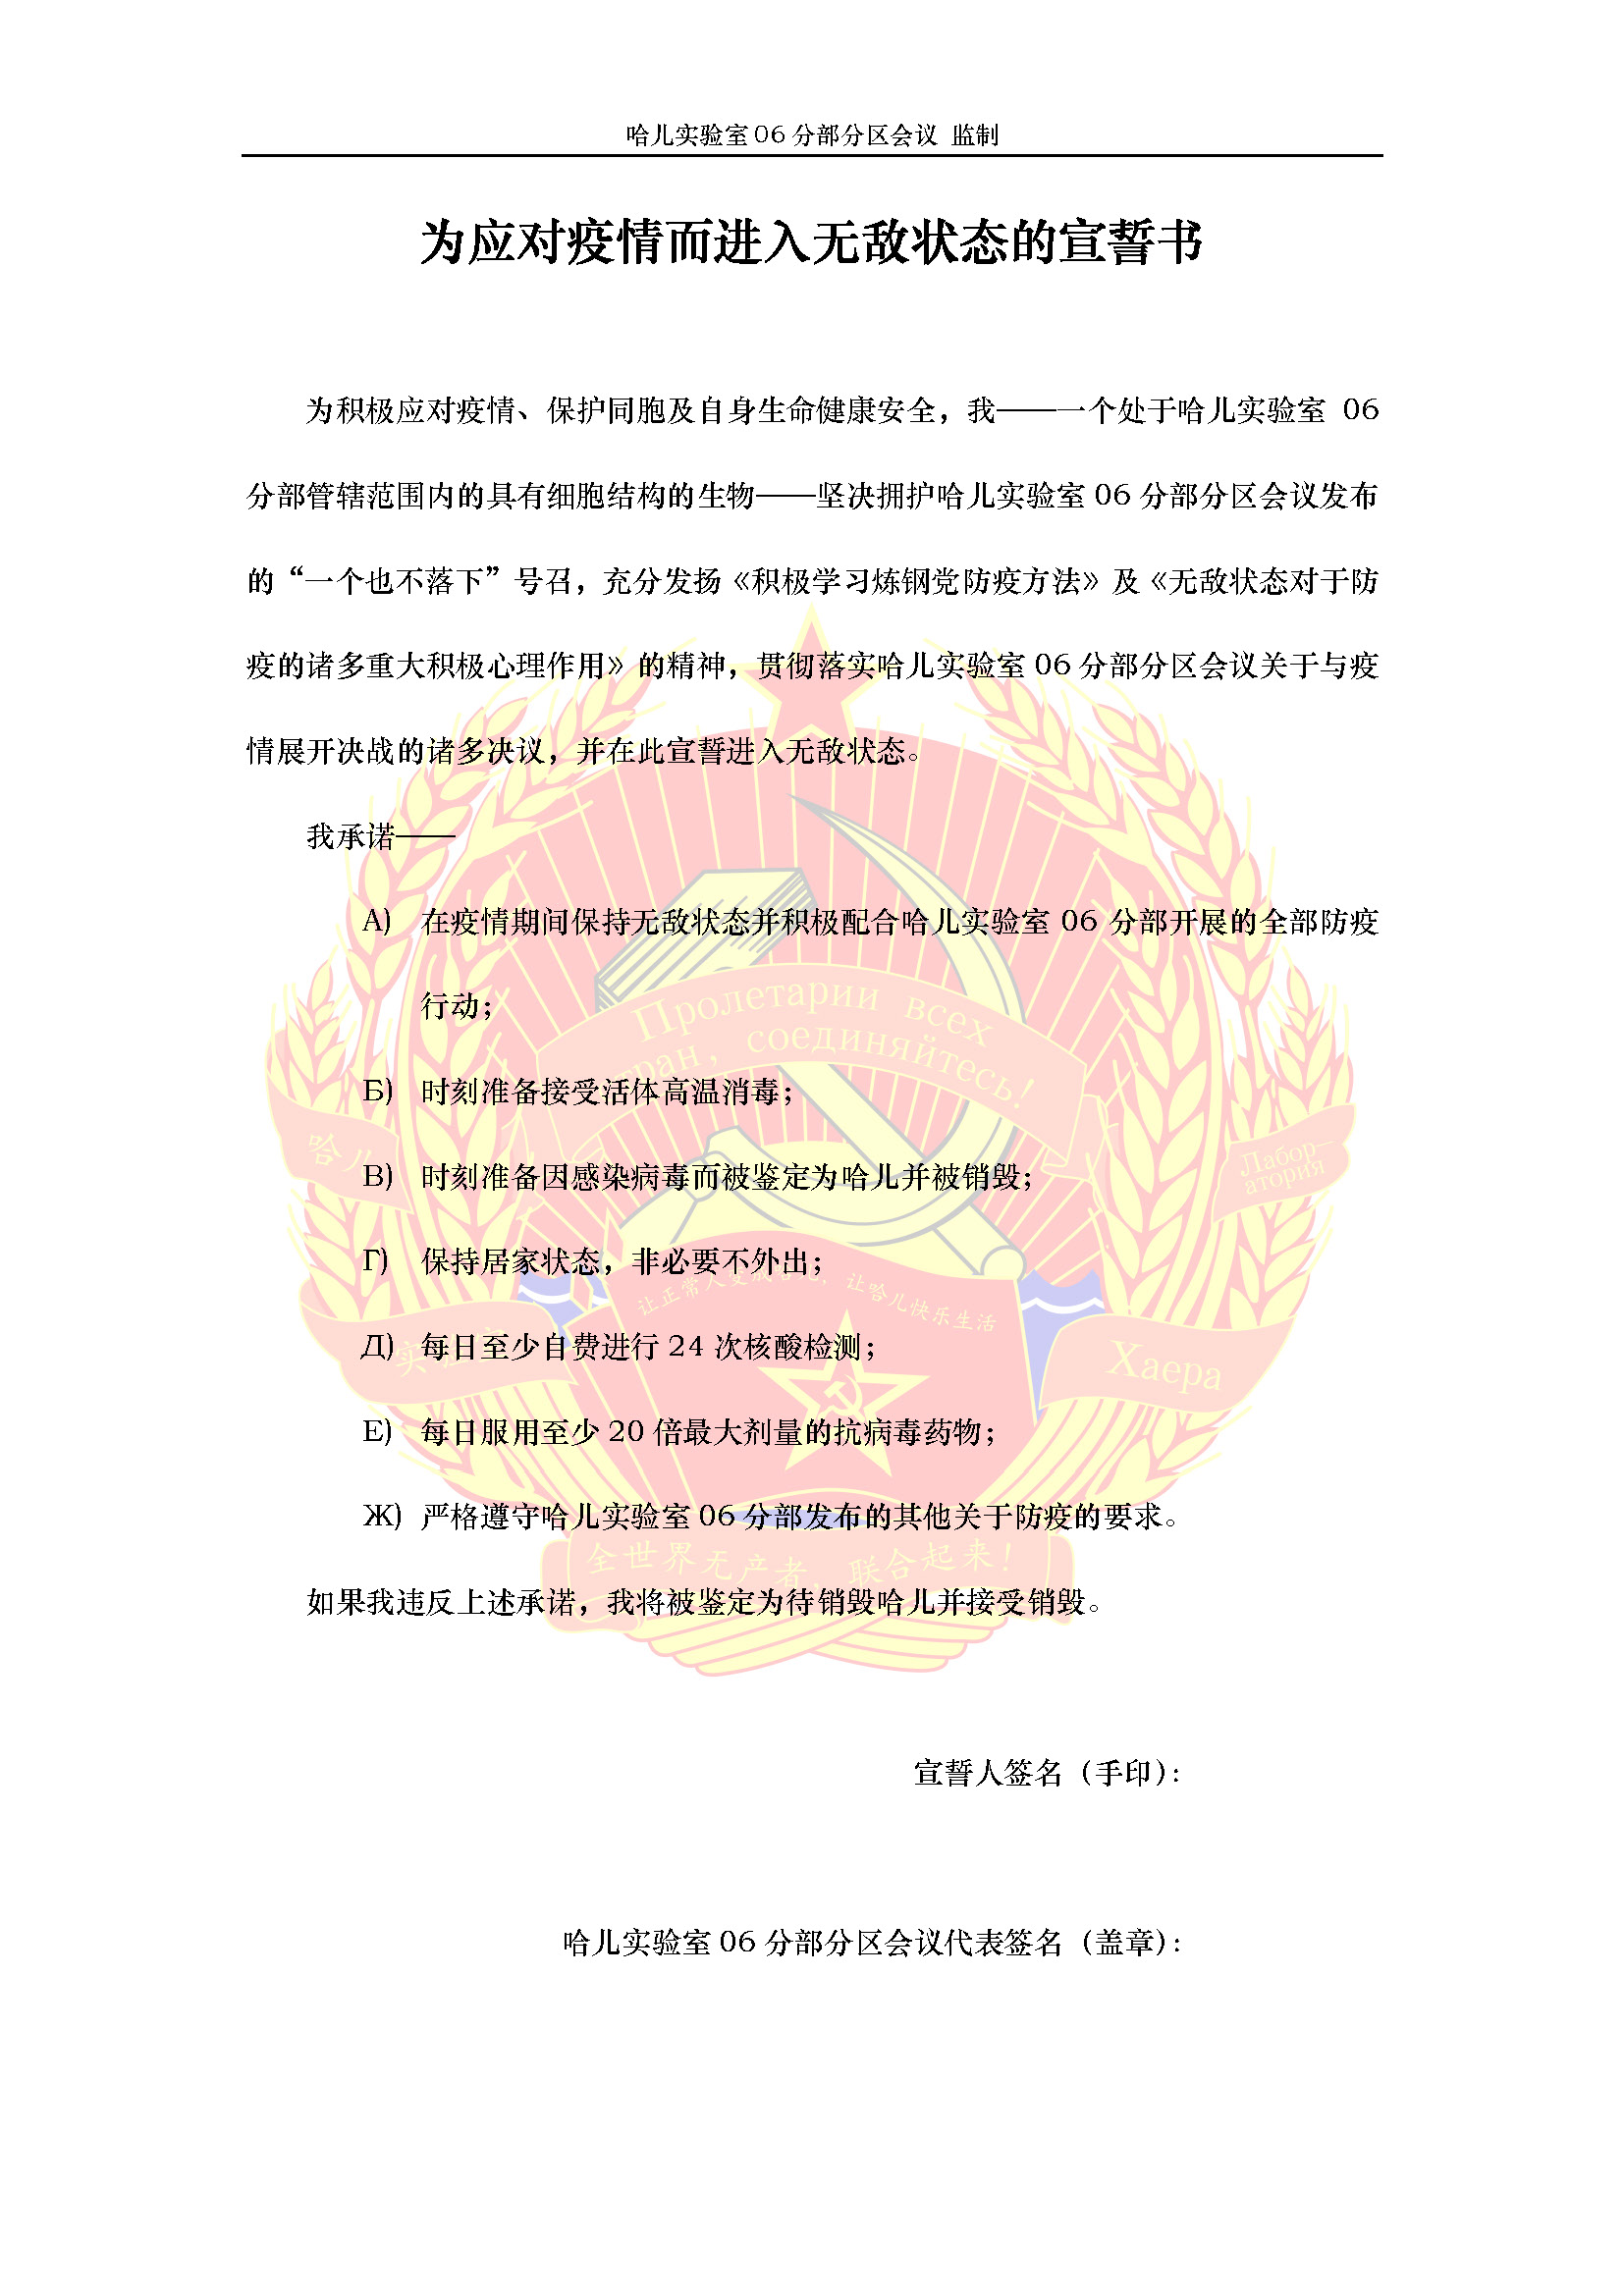 哈儿实验室 06 分部分区会议 监制
为应对疫情而进入无敌状态的宣誓书
为积极应对疫情、保护同胞及自身生命健康安全，我——一个处于哈儿实验室 06
分部管辖范围内的具有细胞结构的生物——坚决拥护哈儿实验室 06 分部分区会议发布
的“一个也不落下”号召，充分发扬《积极学习炼钢党防疫方法》及《无敌状态对于防
疫的诸多重大积极心理作用》的精神，贯彻落实哈儿实验室 06 分部分区会议关于与疫
情展开决战的诸多决议，并在此宣誓进入无敌状态。
我承诺——
А) 在疫情期间保持无敌状态并积极配合哈儿实验室 06 分部开展的全部防疫
行动；
Пролетарии всех
стран, соединяйтесь!
Б) 时刻准备接受活体高温消毒；
哈儿
Лабор—
атория
В) 时刻准备因感染病毒而被鉴定为哈儿并被销毁；
Г) 保持居家状态，非必要不外出；
让正常人变成哈儿，让哈儿快乐生活
Д) 每日至少自费进行 24 次核酸检测；
实验室
Хаера
Е) 每日服用至少 20 倍最大剂量的抗病毒药物；
Ж) 严格遵守哈儿实验室 06 分部发布的其他关于防疫的要求。
全世界无产者，联合起来！
如果我违反上述承诺，我将被鉴定为待销毁哈儿并接受销毁。
宣誓人签名（手印）：
哈儿实验室 06 分部分区会议代表签名（盖章）：